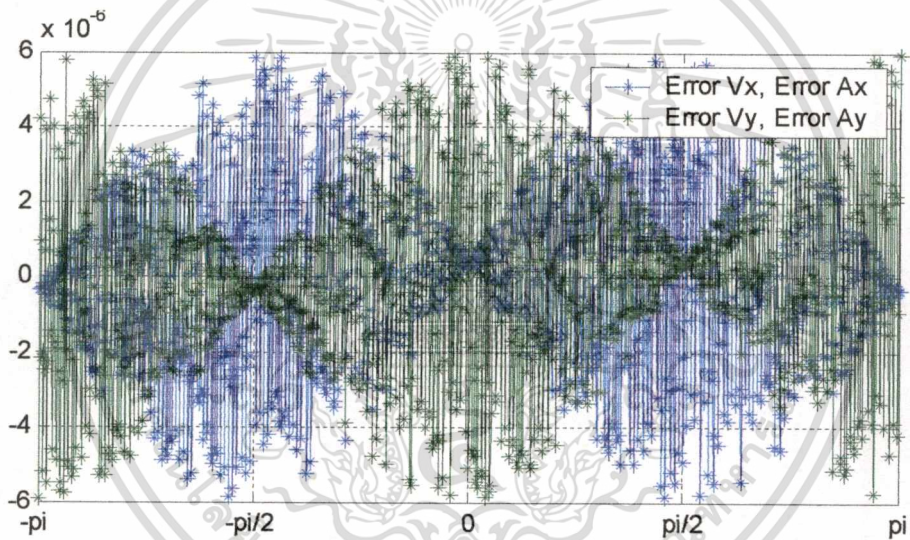 x 10^-6
6
4
2
0
-2
-4
-6
-pi
-pi/2
0
pi/2
pi
Error Vx, Error Ax
Error Vy, Error Ay